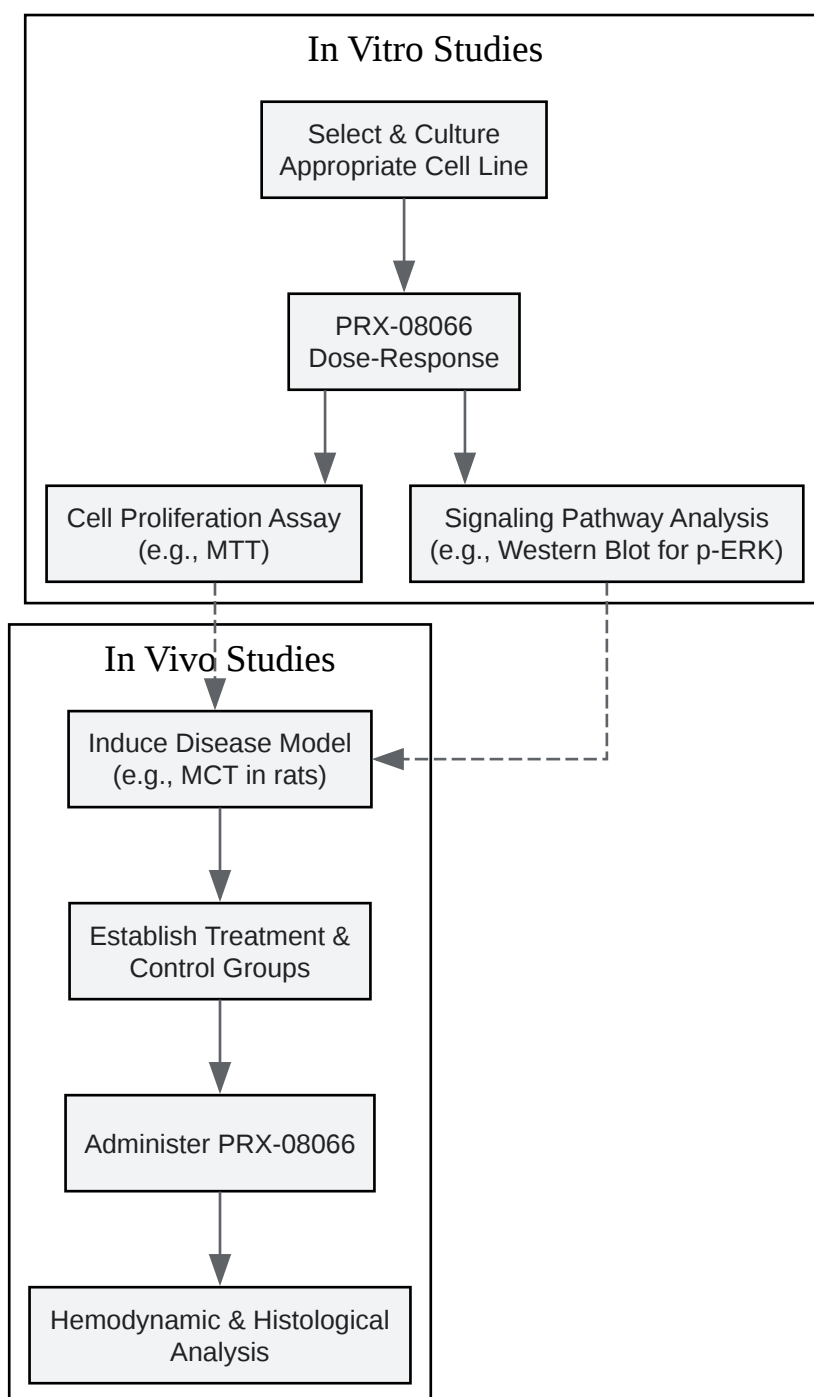 In Vitro Studies
Select & Culture
Appropriate Cell Line
PRX-08066
Dose-Response
Cell Proliferation Assay
(e.g., MTT)
Signaling Pathway Analysis
(e.g., Western Blot for p-ERK)
In Vivo Studies
Induce Disease Model
(e.g., MCT in rats)
Establish Treatment &
Control Groups
Administer PRX-08066
Hemodynamic & Histological
Analysis